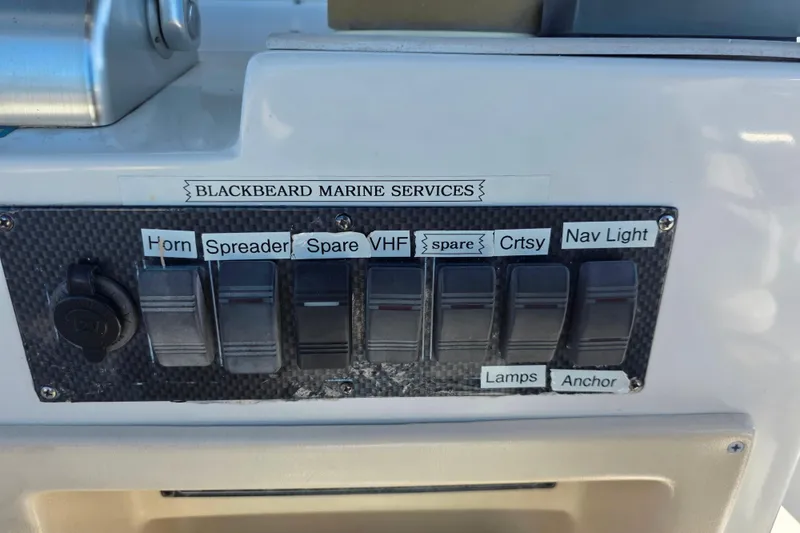 BLACKBEARD MARINE SERVICES
Horn
Spreader
Spare
VHF
spare
Crtsy
Nav Light
Lamps
Anchor